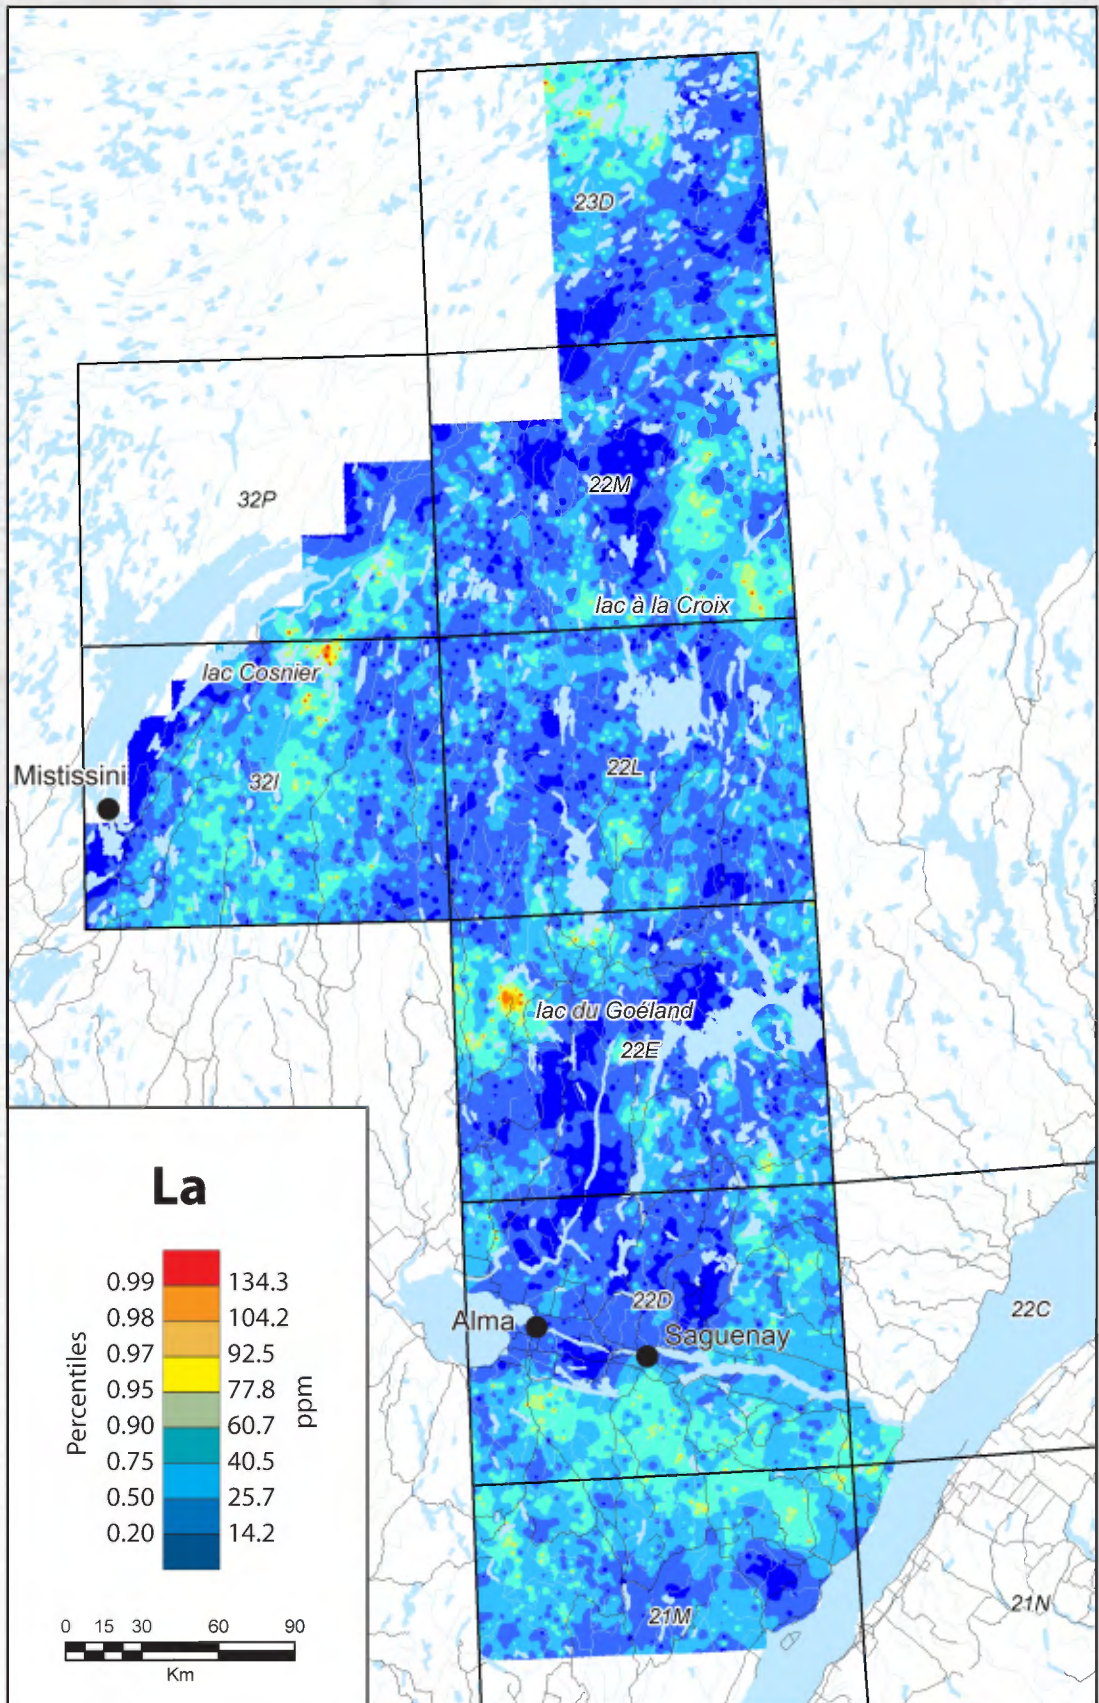 23D
22M
32P
lac à la Croix
lac Cosnier
Mistissini
32I
22L
lac du Goéland
22E
22D
Alma
Saguenay
22C
21M
21N
La
Percentiles
ppm
0.99 134.3
0.98 104.2
0.97 92.5
0.95 77.8
0.90 60.7
0.75 40.5
0.50 25.7
0.20 14.2
0 15 30 60 90
Km